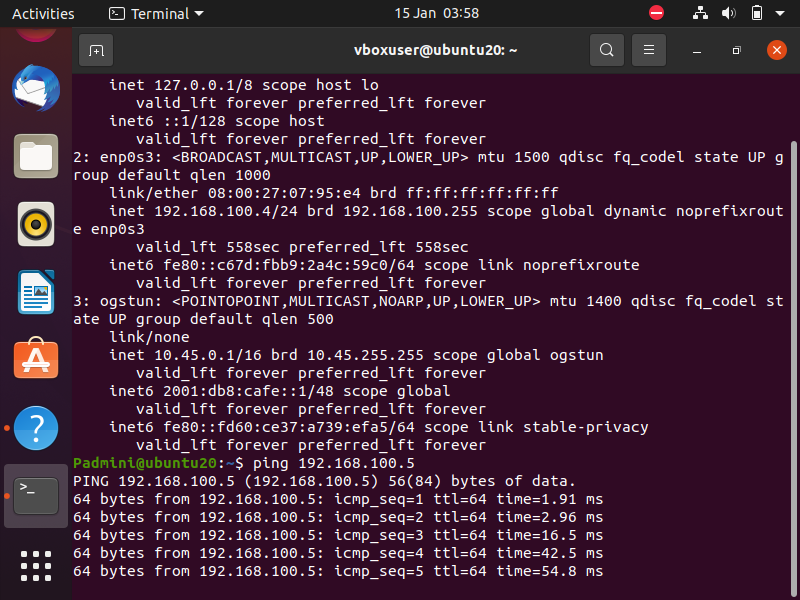 Activities Terminal 15 Jan 03:58
vboxuser@ubuntu20: ~
inet 127.0.0.1/8 scope host lo
valid_lft forever preferred_lft forever
inet6 ::1/128 scope host
valid_lft forever preferred_lft forever
2: enp0s3: <BROADCAST,MULTICAST,UP,LOWER_UP> mtu 1500 qdisc fq_codel state UP g
roup default qlen 1000
link/ether 08:00:27:07:95:e4 brd ff:ff:ff:ff:ff:ff
inet 192.168.100.4/24 brd 192.168.100.255 scope global dynamic noprefixrout
e enp0s3
valid_lft 558sec preferred_lft 558sec
inet6 fe80::c67d:fbb9:2a4c:59c0/64 scope link noprefixroute
valid_lft forever preferred_lft forever
3: ogstun: <POINTOPOINT,MULTICAST,NOARP,UP,LOWER_UP> mtu 1400 qdisc fq_codel st
ate UP group default qlen 500
link/none
inet 10.45.0.1/16 brd 10.45.255.255 scope global ogstun
valid_lft forever preferred_lft forever
inet6 2001:db8:cafe::1/48 scope global
valid_lft forever preferred_lft forever
inet6 fe80::fd60:ce37:a739:efa5/64 scope link stable-privacy
valid_lft forever preferred_lft forever
Padmini@ubuntu20:~$ ping 192.168.100.5
PING 192.168.100.5 (192.168.100.5) 56(84) bytes of data.
64 bytes from 192.168.100.5: icmp_seq=1 ttl=64 time=1.91 ms
64 bytes from 192.168.100.5: icmp_seq=2 ttl=64 time=2.96 ms
64 bytes from 192.168.100.5: icmp_seq=3 ttl=64 time=16.5 ms
64 bytes from 192.168.100.5: icmp_seq=4 ttl=64 time=42.5 ms
64 bytes from 192.168.100.5: icmp_seq=5 ttl=64 time=54.8 ms